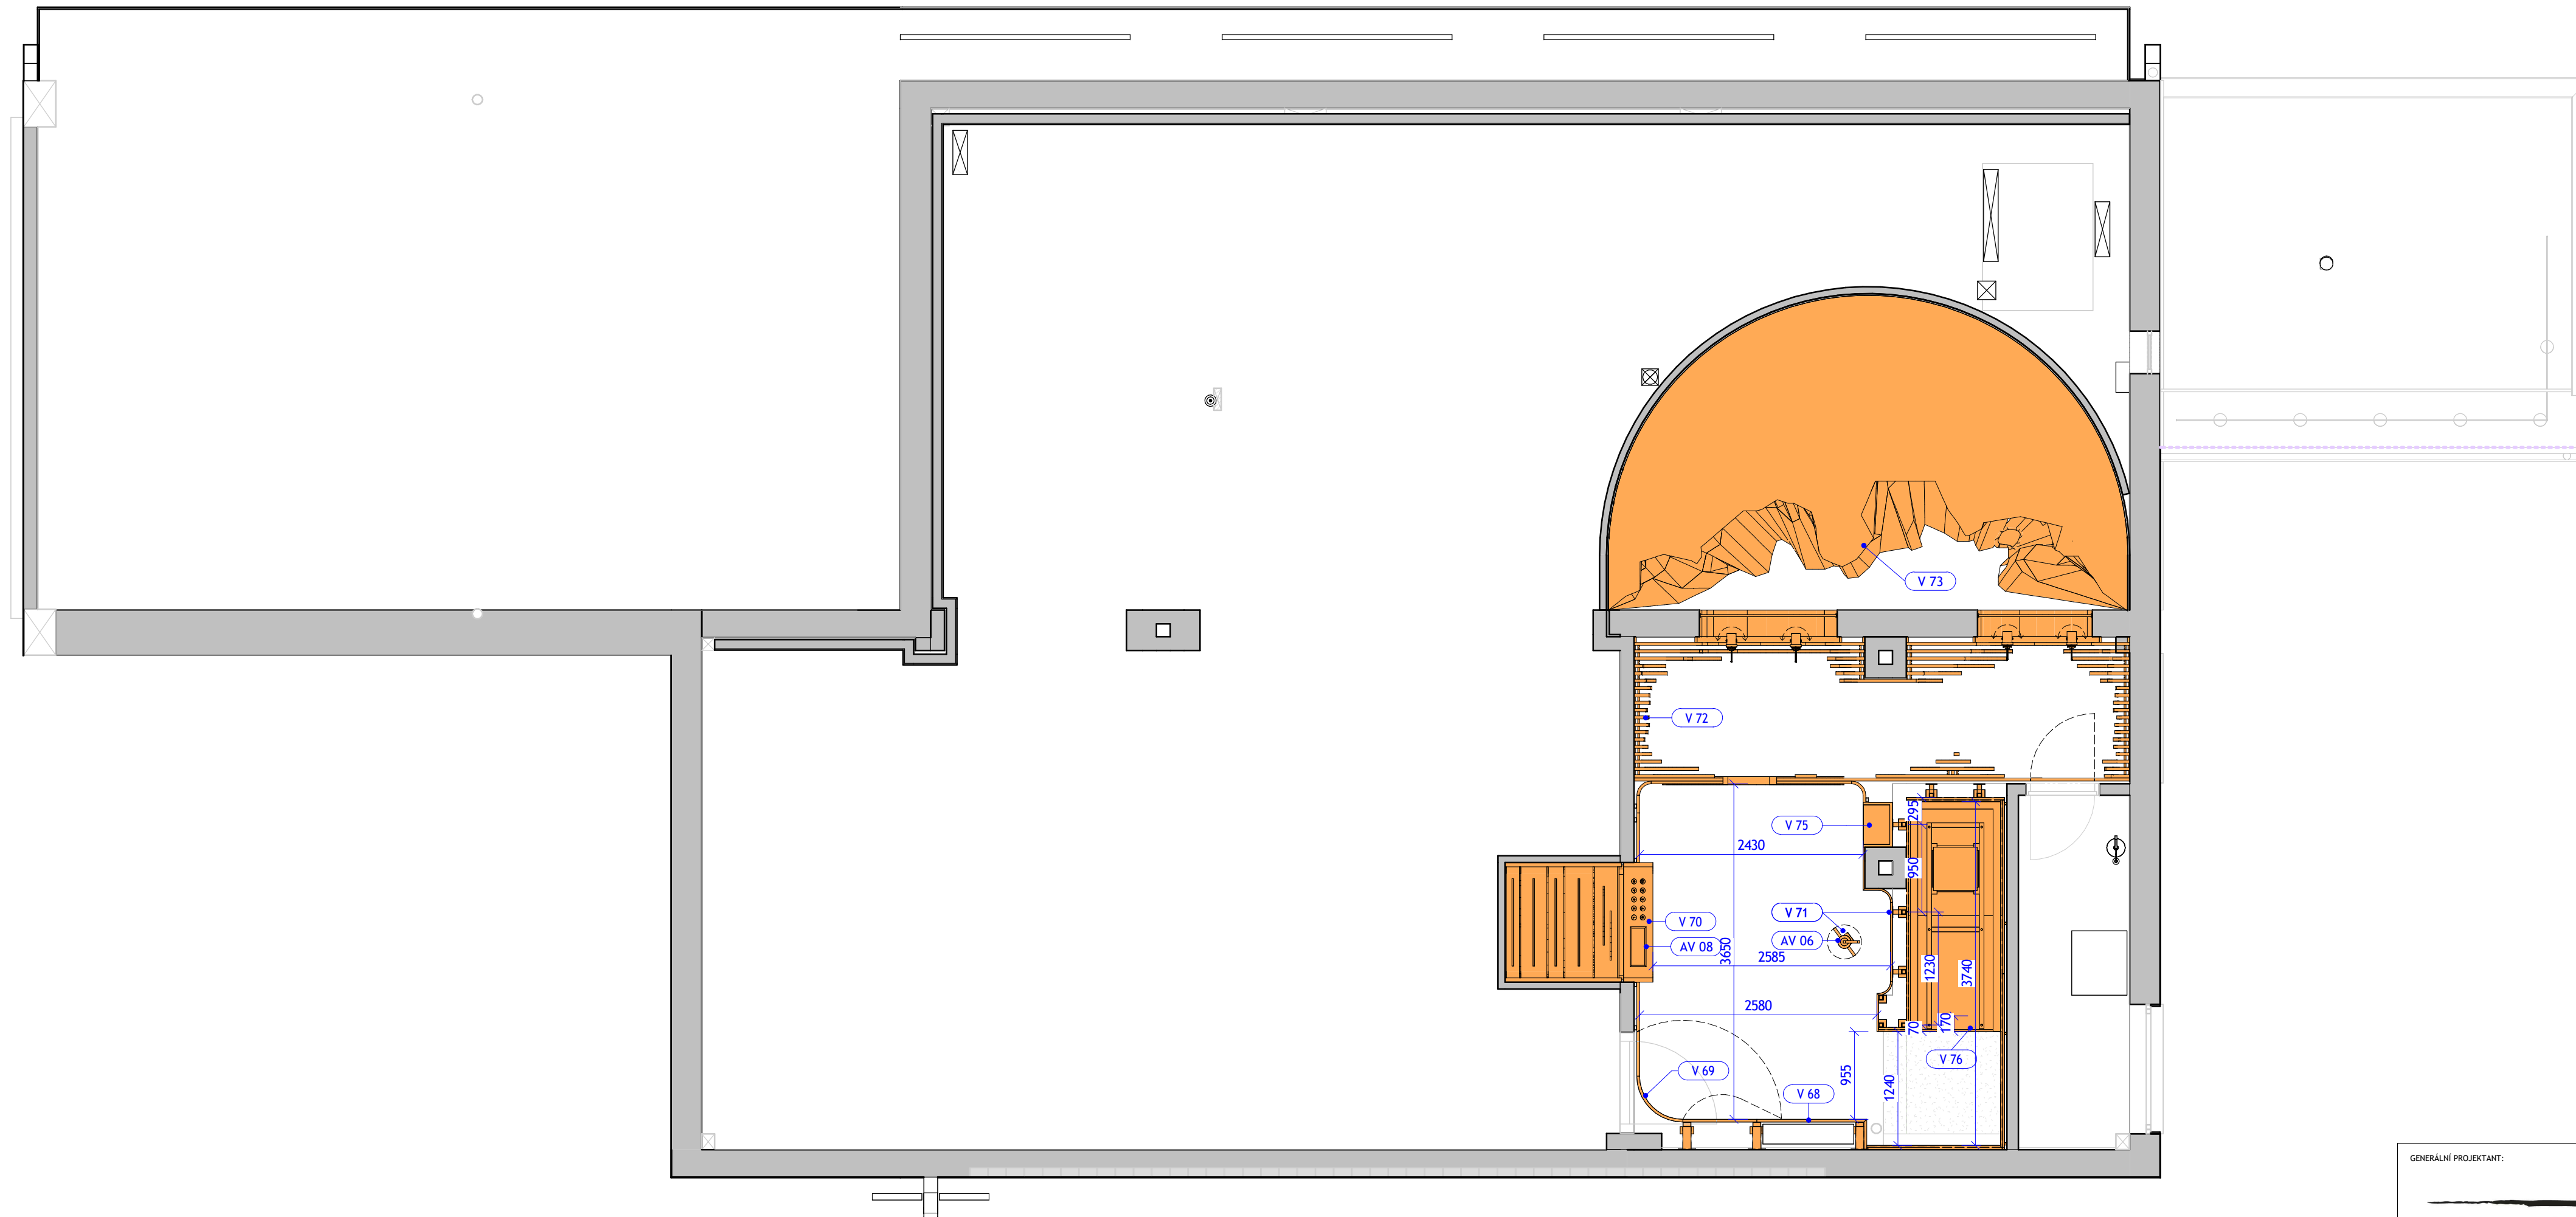 V 73
V 72
V 75
295
2430
950
V 71
V 70
AV 08
AV 06
3650
2585
1230
3740
2580
70
170
V 76
V 69
955
1240
V 68
GENERÁLNÍ PROJEKTANT: